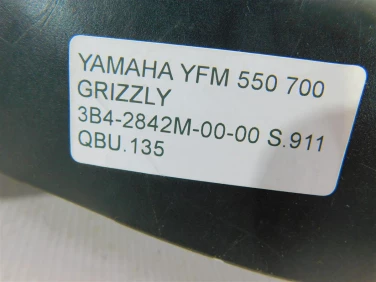 YAMAHA YFM 550 700
GRIZZLY
3B4-2842M-00-00 S.911
QBU.135